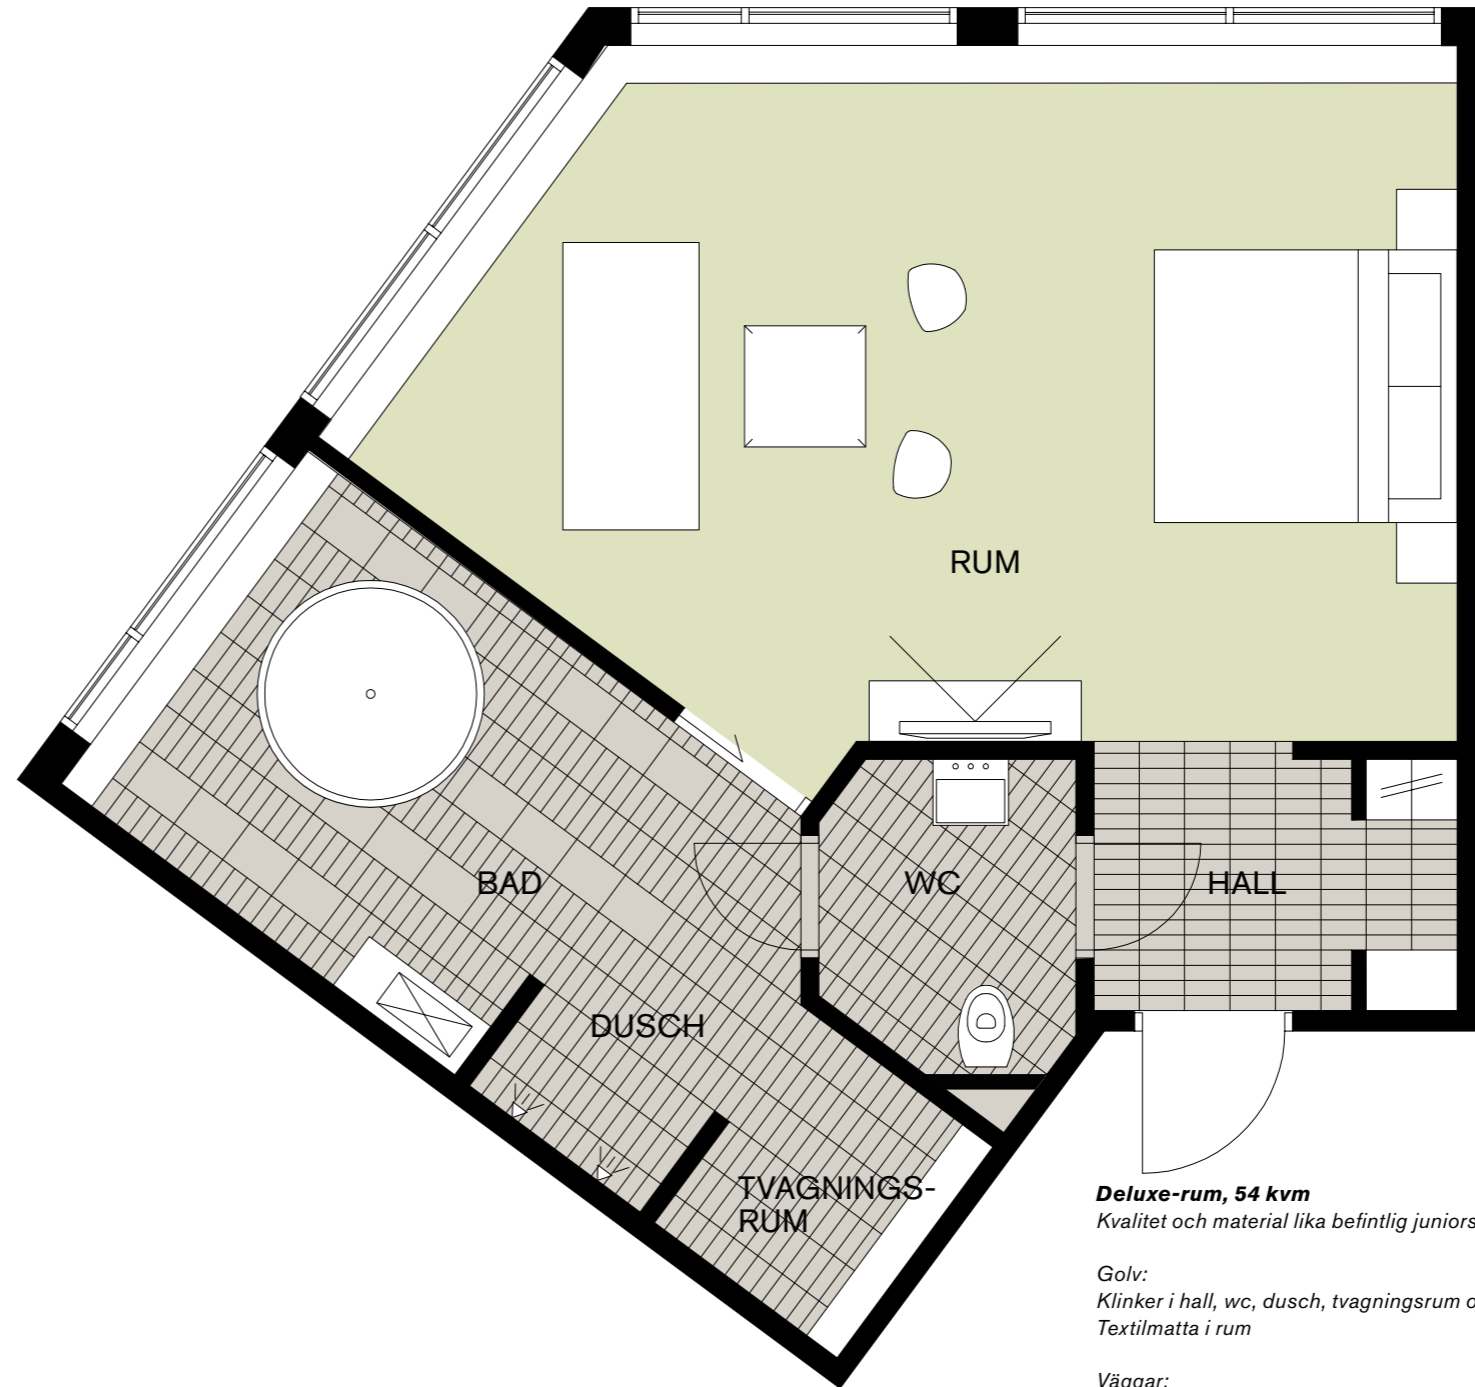 RUM
BAD
WC
HALL
DUSCH
TVAGNINGS-
RUM
Deluxe-rum, 54 kvm
Kvalitet och material lika befintlig juniors
Golv:
Klinker i hall, wc, dusch, tvagningsrum o
Textilmatta i rum
Väggar: